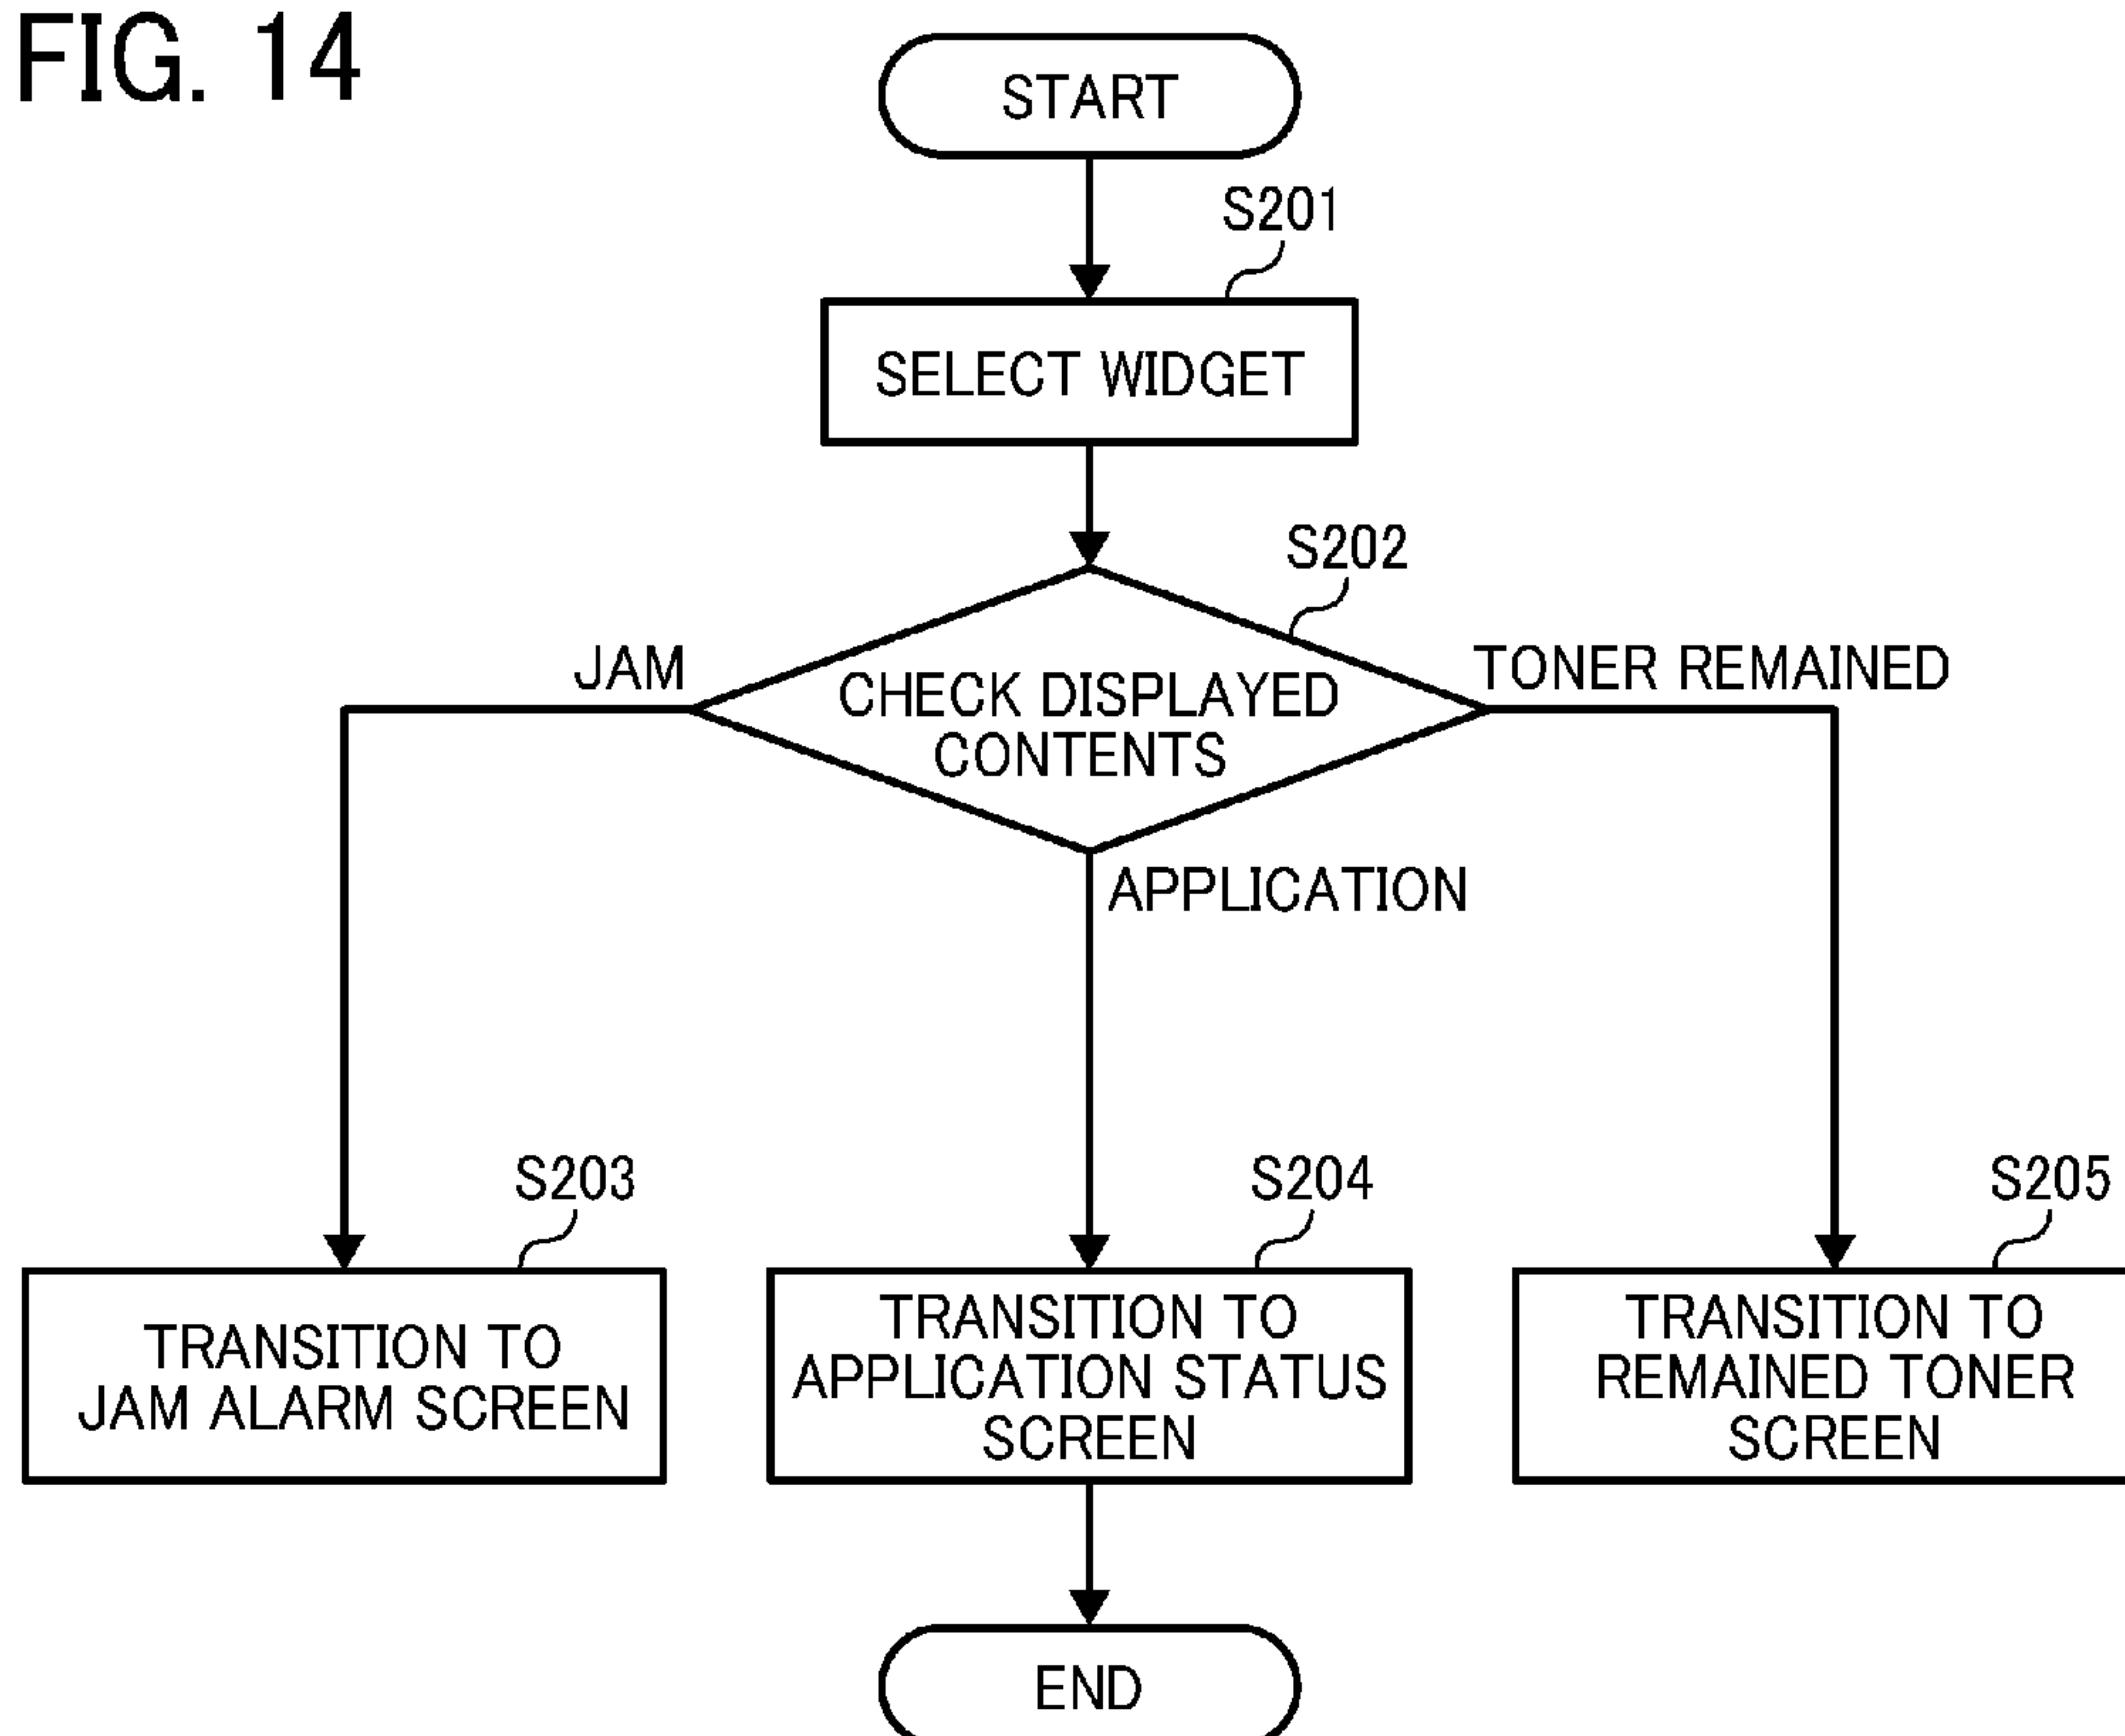 FIG. 14
START
S201
SELECT WIDGET
S202
JAM
TONER REMAINED
CHECK DISPLAYED
CONTENTS
APPLICATION
S203
S204
S205
TRANSITION TO
JAM ALARM SCREEN
TRANSITION TO
APPLICATION STATUS
SCREEN
TRANSITION TO
REMAINED TONER
SCREEN
END